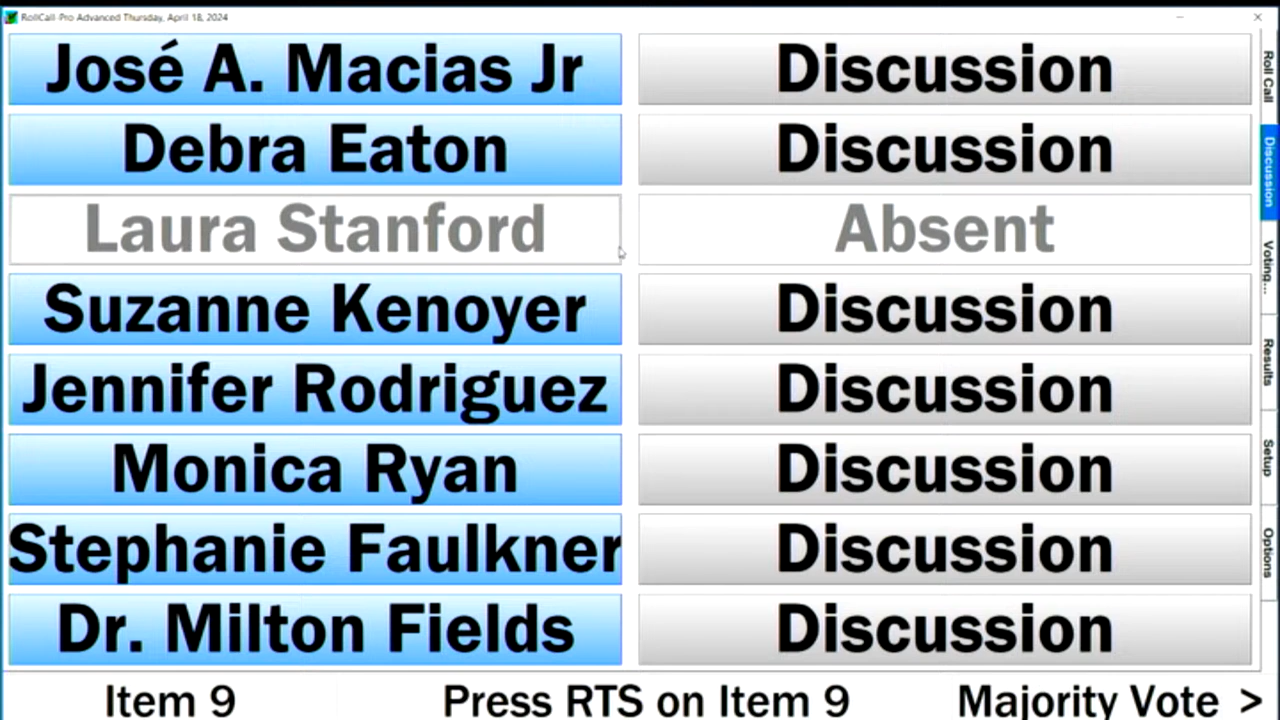 RollCall-Pro Advanced Thursday, April 18, 2024
José A. Macias Jr Discussion
Debra Eaton Discussion
Laura Stanford Absent
Suzanne Kenoyer Discussion
Jennifer Rodriguez Discussion
Monica Ryan Discussion
Stephanie Faulkner Discussion
Dr. Milton Fields Discussion
Item 9 Press RTS on Item 9 Majority Vote >
Roll Call
Discussion
Voting...
Results
Setup
Options